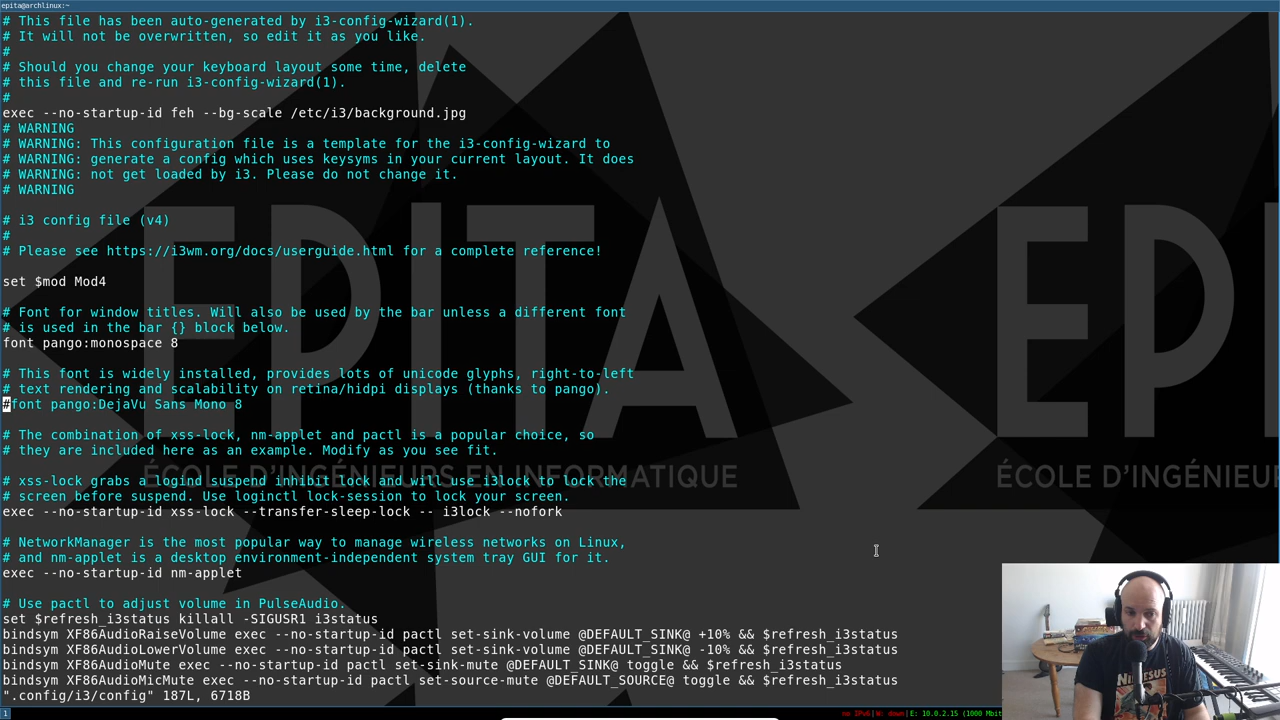 epita@archlinux:~
# This file has been auto-generated by i3-config-wizard(1).
# It will not be overwritten, so edit it as you like.
#
# Should you change your keyboard layout some time, delete
# this file and re-run i3-config-wizard(1).
#
exec --no-startup-id feh --bg-scale /etc/i3/background.jpg
# WARNING
# WARNING: This configuration file is a template for the i3-config-wizard to
# WARNING: generate a config which uses keysyms in your current layout. It does
# WARNING: not get loaded by i3. Please do not change it.
# WARNING
# i3 config file (v4)
#
# Please see https://i3wm.org/docs/userguide.html for a complete reference!
set $mod Mod4
# Font for window titles. Will also be used by the bar unless a different font
# is used in the bar {} block below.
font pango:monospace 8
# This font is widely installed, provides lots of unicode glyphs, right-to-left
# text rendering and scalability on retina/hidpi displays (thanks to pango).
#font pango:DejaVu Sans Mono 8
# The combination of xss-lock, nm-applet and pactl is a popular choice, so
# they are included here as an example. Modify as you see fit.
# xss-lock grabs a logind suspend inhibit lock and will use i3lock to lock the
# screen before suspend. Use loginctl lock-session to lock your screen.
exec --no-startup-id xss-lock --transfer-sleep-lock -- i3lock --nofork
# NetworkManager is the most popular way to manage wireless networks on Linux,
# and nm-applet is a desktop environment-independent system tray GUI for it.
exec --no-startup-id nm-applet
# Use pactl to adjust volume in PulseAudio.
set $refresh_i3status killall -SIGUSR1 i3status
bindsym XF86AudioRaiseVolume exec --no-startup-id pactl set-sink-volume @DEFAULT_SINK@ +10% && $refresh_i3status
bindsym XF86AudioLowerVolume exec --no-startup-id pactl set-sink-volume @DEFAULT_SINK@ -10% && $refresh_i3status
bindsym XF86AudioMute exec --no-startup-id pactl set-sink-mute @DEFAULT_SINK@ toggle && $refresh_i3status
bindsym XF86AudioMicMute exec --no-startup-id pactl set-source-mute @DEFAULT_SOURCE@ toggle && $refresh_i3status
".config/i3/config" 187L, 6718B
EPITA
ÉCOLE D'INGÉNIEURS EN INFORMATIQUE
EPI
ÉCOLE D'INGÉNIEUR
1
no IPv6|W: down|E: 10.0.2.15 (1000 Mbit